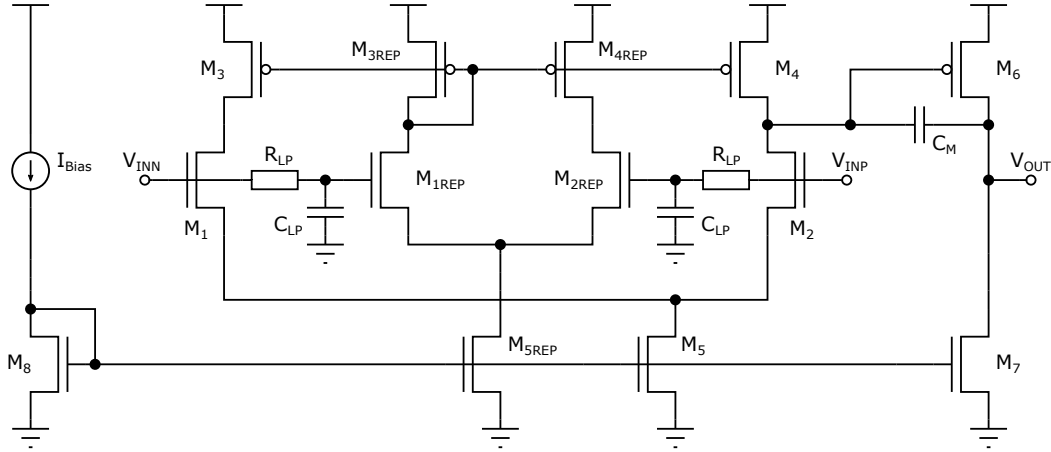 M3REP
M4REP
M3
M4
M6
CM
IBias
VINN
RLP
RLP
VINP
VOUT
M1REP
M2REP
M1
CLP
CLP
M2
M8
M5REP
M5
M7